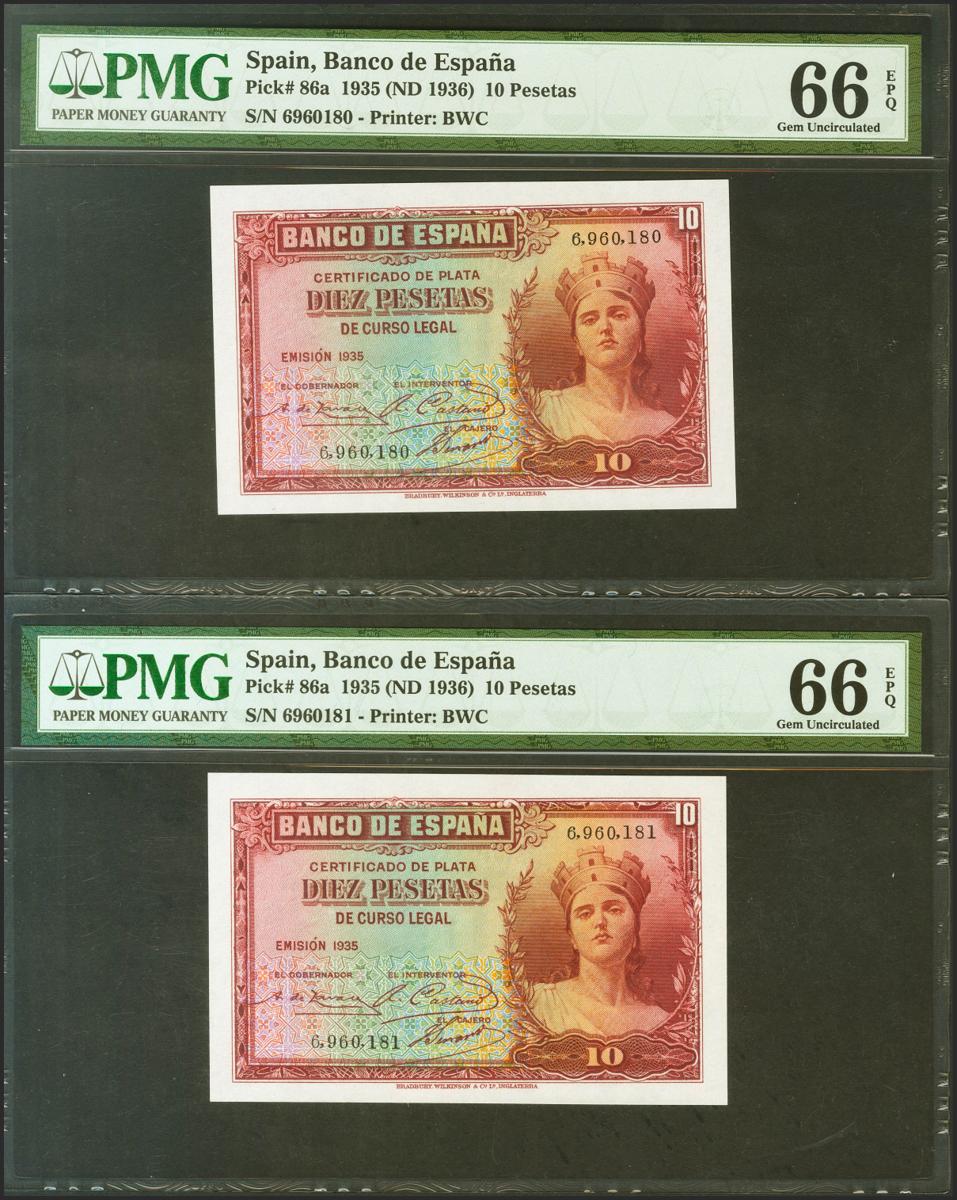 PMG
PAPER MONEY GUARANTY
Spain, Banco de España
Pick# 86a 1935 (ND 1936) 10 Pesetas
S/N 6960180 - Printer: BWC
66 EPQ
Gem Uncirculated
10
BANCO DE ESPAÑA
6,960,180
CERTIFICADO DE PLATA
DIEZ PESETAS
DE CURSO LEGAL
EMISIÓN 1935
EL GOBERNADOR EL INTERVENTOR
EL CAJERO
6,960,180
10
BRADBURY, WILKINSON & Cº Lᵈ, INGLATERRA
PMG
PAPER MONEY GUARANTY
Spain, Banco de España
Pick# 86a 1935 (ND 1936) 10 Pesetas
S/N 6960181 - Printer: BWC
66 EPQ
Gem Uncirculated
10
BANCO DE ESPAÑA
6,960,181
CERTIFICADO DE PLATA
DIEZ PESETAS
DE CURSO LEGAL
EMISIÓN 1935
EL GOBERNADOR EL INTERVENTOR
EL CAJERO
6,960,181
10
BRADBURY, WILKINSON & Cº Lᵈ, INGLATERRA